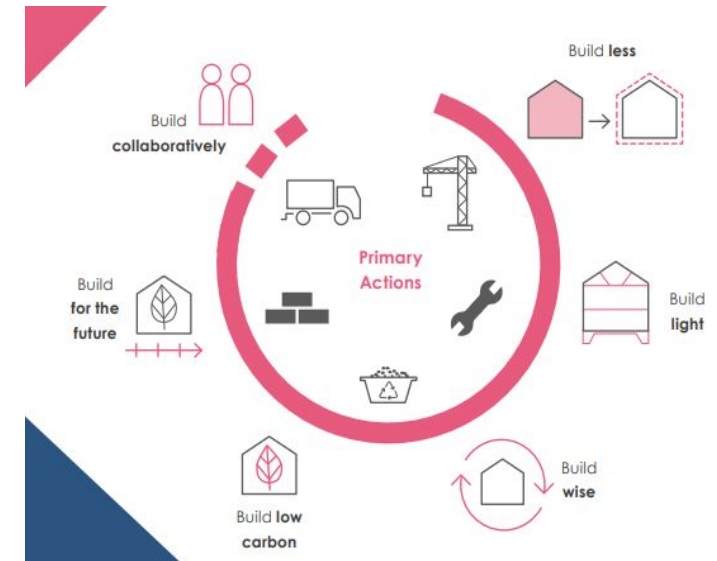 Build less
Build
collaboratively
Primary
Actions
Build
for the
future
Build
light
Build
wise
Build low
carbon